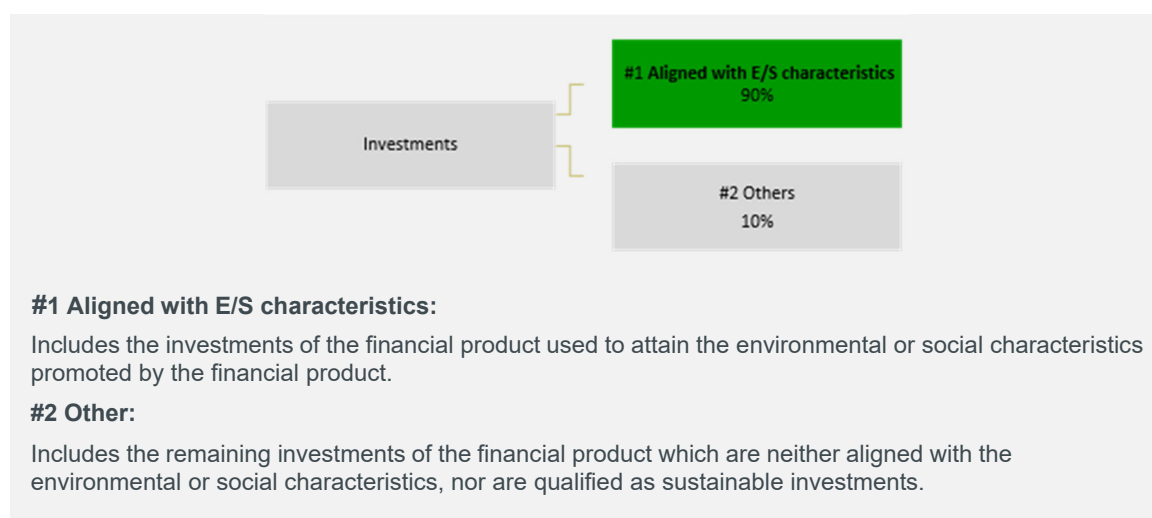 #1 Aligned with E/S characteristics
90%
Investments
#2 Others
10%
#1 Aligned with E/S characteristics:
Includes the investments of the financial product used to attain the environmental or social characteristics
promoted by the financial product.
#2 Other:
Includes the remaining investments of the financial product which are neither aligned with the
environmental or social characteristics, nor are qualified as sustainable investments.